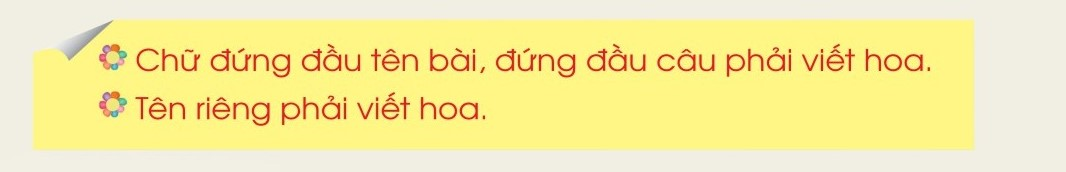 Chữ đứng đầu tên bài, đứng đầu câu phải viết hoa.
Tên riêng phải viết hoa.